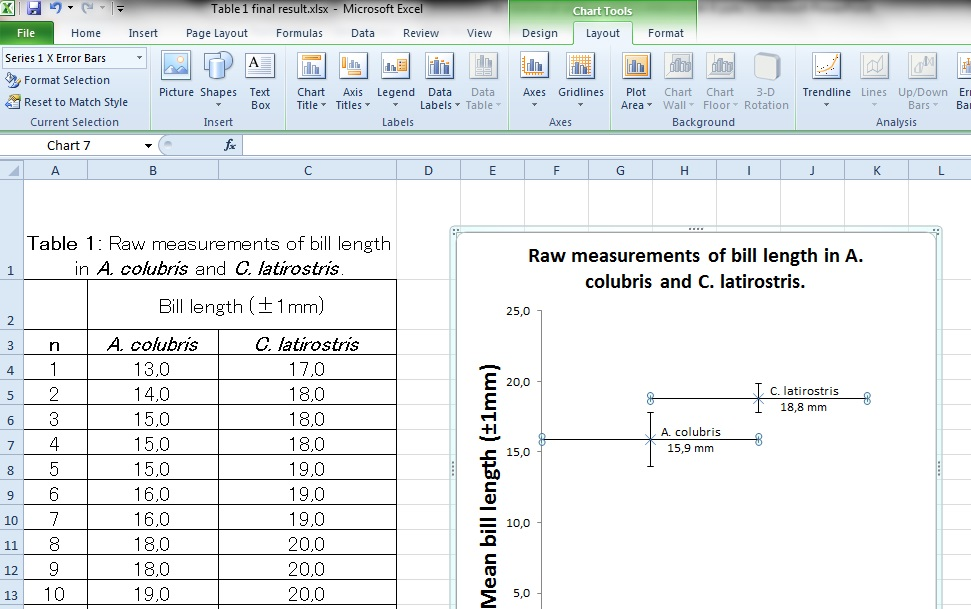 Table 1 final result.xlsx - Microsoft Excel
Chart Tools
File Home Insert Page Layout Formulas Data Review View Design Layout Format
Series 1 X Error Bars
Format Selection
Reset to Match Style
Current Selection
Picture Shapes Text Box
Insert
Chart Title Axis Titles Legend Data Labels Data Table
Labels
Axes Gridlines
Axes
Plot Area Chart Wall Chart Floor 3-D Rotation
Background
Trendline Lines Up/Down Bars
Analysis
Chart 7 fx
A B C D E F G H I J K L
1 Table 1: Raw measurements of bill length
in A. colubris and C. latirostris.
2 Bill length (±1mm)
3 n A. colubris C. latirostris
4 1 13,0 17,0
5 2 14,0 18,0
6 3 15,0 18,0
7 4 15,0 18,0
8 5 15,0 19,0
9 6 16,0 19,0
10 7 16,0 19,0
11 8 18,0 20,0
12 9 18,0 20,0
13 10 19,0 20,0
Raw measurements of bill length in A.
colubris and C. latirostris.
Mean bill length (±1mm)
25,0
20,0
15,0
10,0
5,0
C. latirostris
18,8 mm
A. colubris
15,9 mm